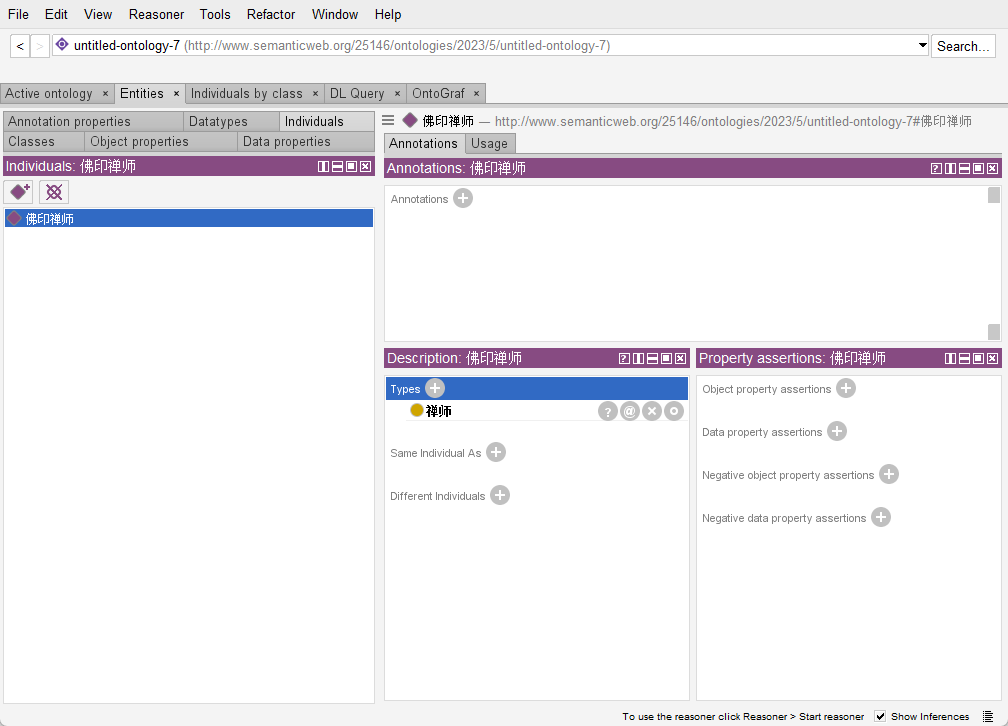 File Edit View Reasoner Tools Refactor Window Help
< > untitled-ontology-7 (http://www.semanticweb.org/25146/ontologies/2023/5/untitled-ontology-7) Search...
Active ontology × Entities × Individuals by class × DL Query × OntoGraf ×
Annotation properties Datatypes Individuals
Classes Object properties Data properties
Individuals: 佛印禅师
佛印禅师
佛印禅师 — http://www.semanticweb.org/25146/ontologies/2023/5/untitled-ontology-7#佛印禅师
Annotations Usage
Annotations: 佛印禅师
Annotations
Description: 佛印禅师
Types
禅师
Same Individual As
Different Individuals
Property assertions: 佛印禅师
Object property assertions
Data property assertions
Negative object property assertions
Negative data property assertions
To use the reasoner click Reasoner > Start reasoner Show Inferences